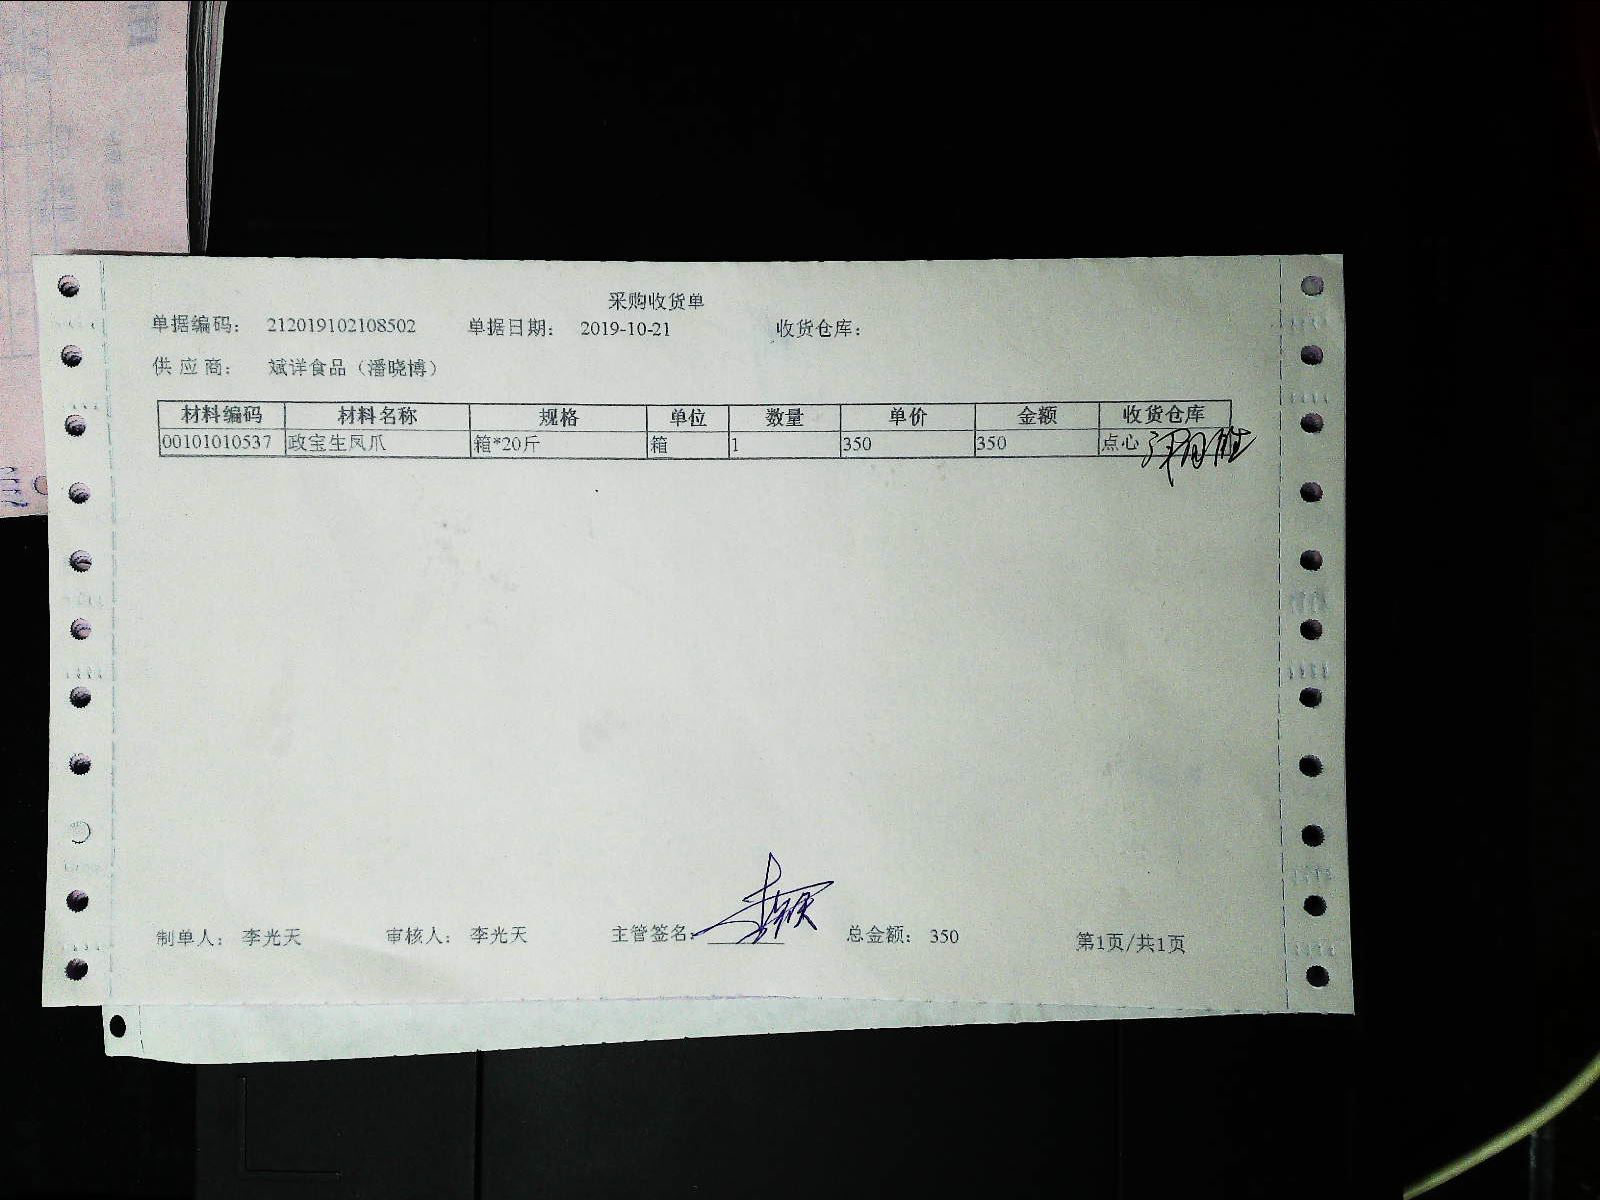 采购收货单
单据编码： 212019102108502 单据日期： 2019-10-21 收货仓库：
供 应 商： 斌详食品（潘晓博）
材料编码 材料名称 规格 单位 数量 单价 金额 收货仓库
00101010537 政宝生凤爪 箱*20斤 箱 1 350 350 点心
制单人： 李光天 审核人： 李光天 主管签名： 总金额： 350 第1页/共1页